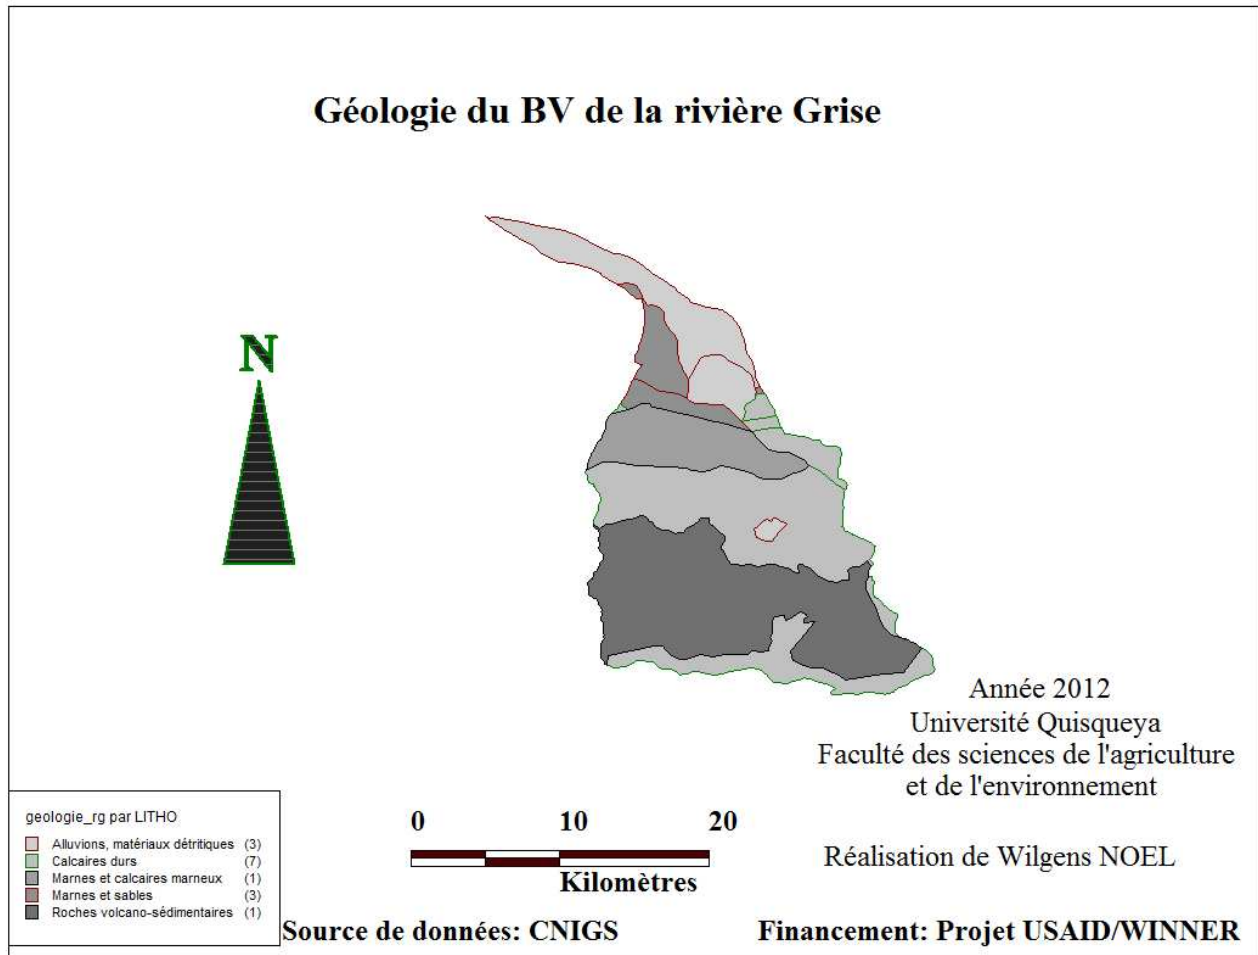 Géologie du BV de la rivière Grise
N
Année 2012
Université Quisqueya
Faculté des sciences de l'agriculture
et de l'environnement
geologie_rg par LITHO
Alluvions, matériaux détritiques (3)
Calcaires durs (7)
Marnes et calcaires marneux (1)
Marnes et sables (3)
Roches volcano-sédimentaires (1)
0 10 20
Kilomètres
Réalisation de Wilgens NOEL
Source de données: CNIGS
Financement: Projet USAID/WINNER